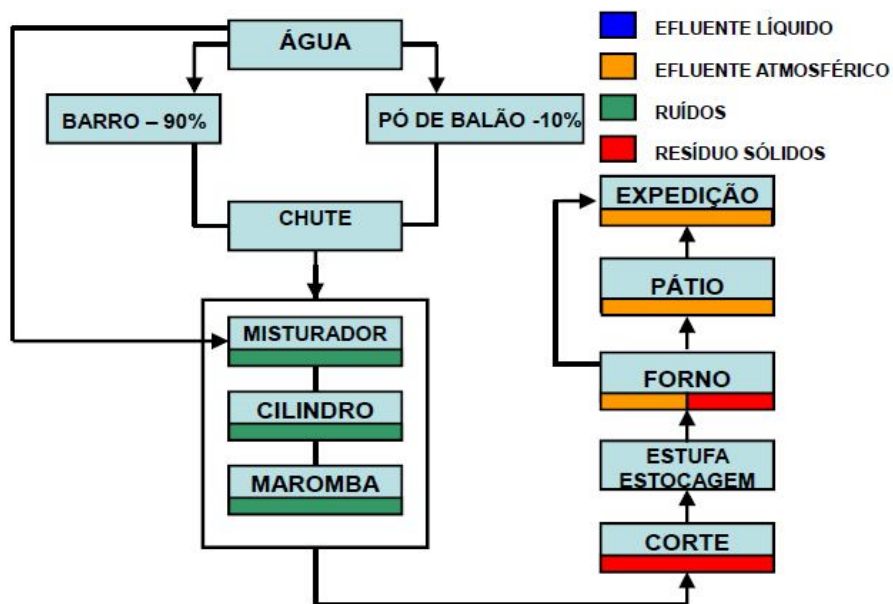 ÁGUA
BARRO – 90%
PÓ DE BALÃO -10%
CHUTE
MISTURADOR
CILINDRO
MAROMBA
EFLUENTE LÍQUIDO
EFLUENTE ATMOSFÉRICO
RUÍDOS
RESÍDUO SÓLIDOS
EXPEDIÇÃO
PÁTIO
FORNO
ESTUFA
ESTOCAGEM
CORTE